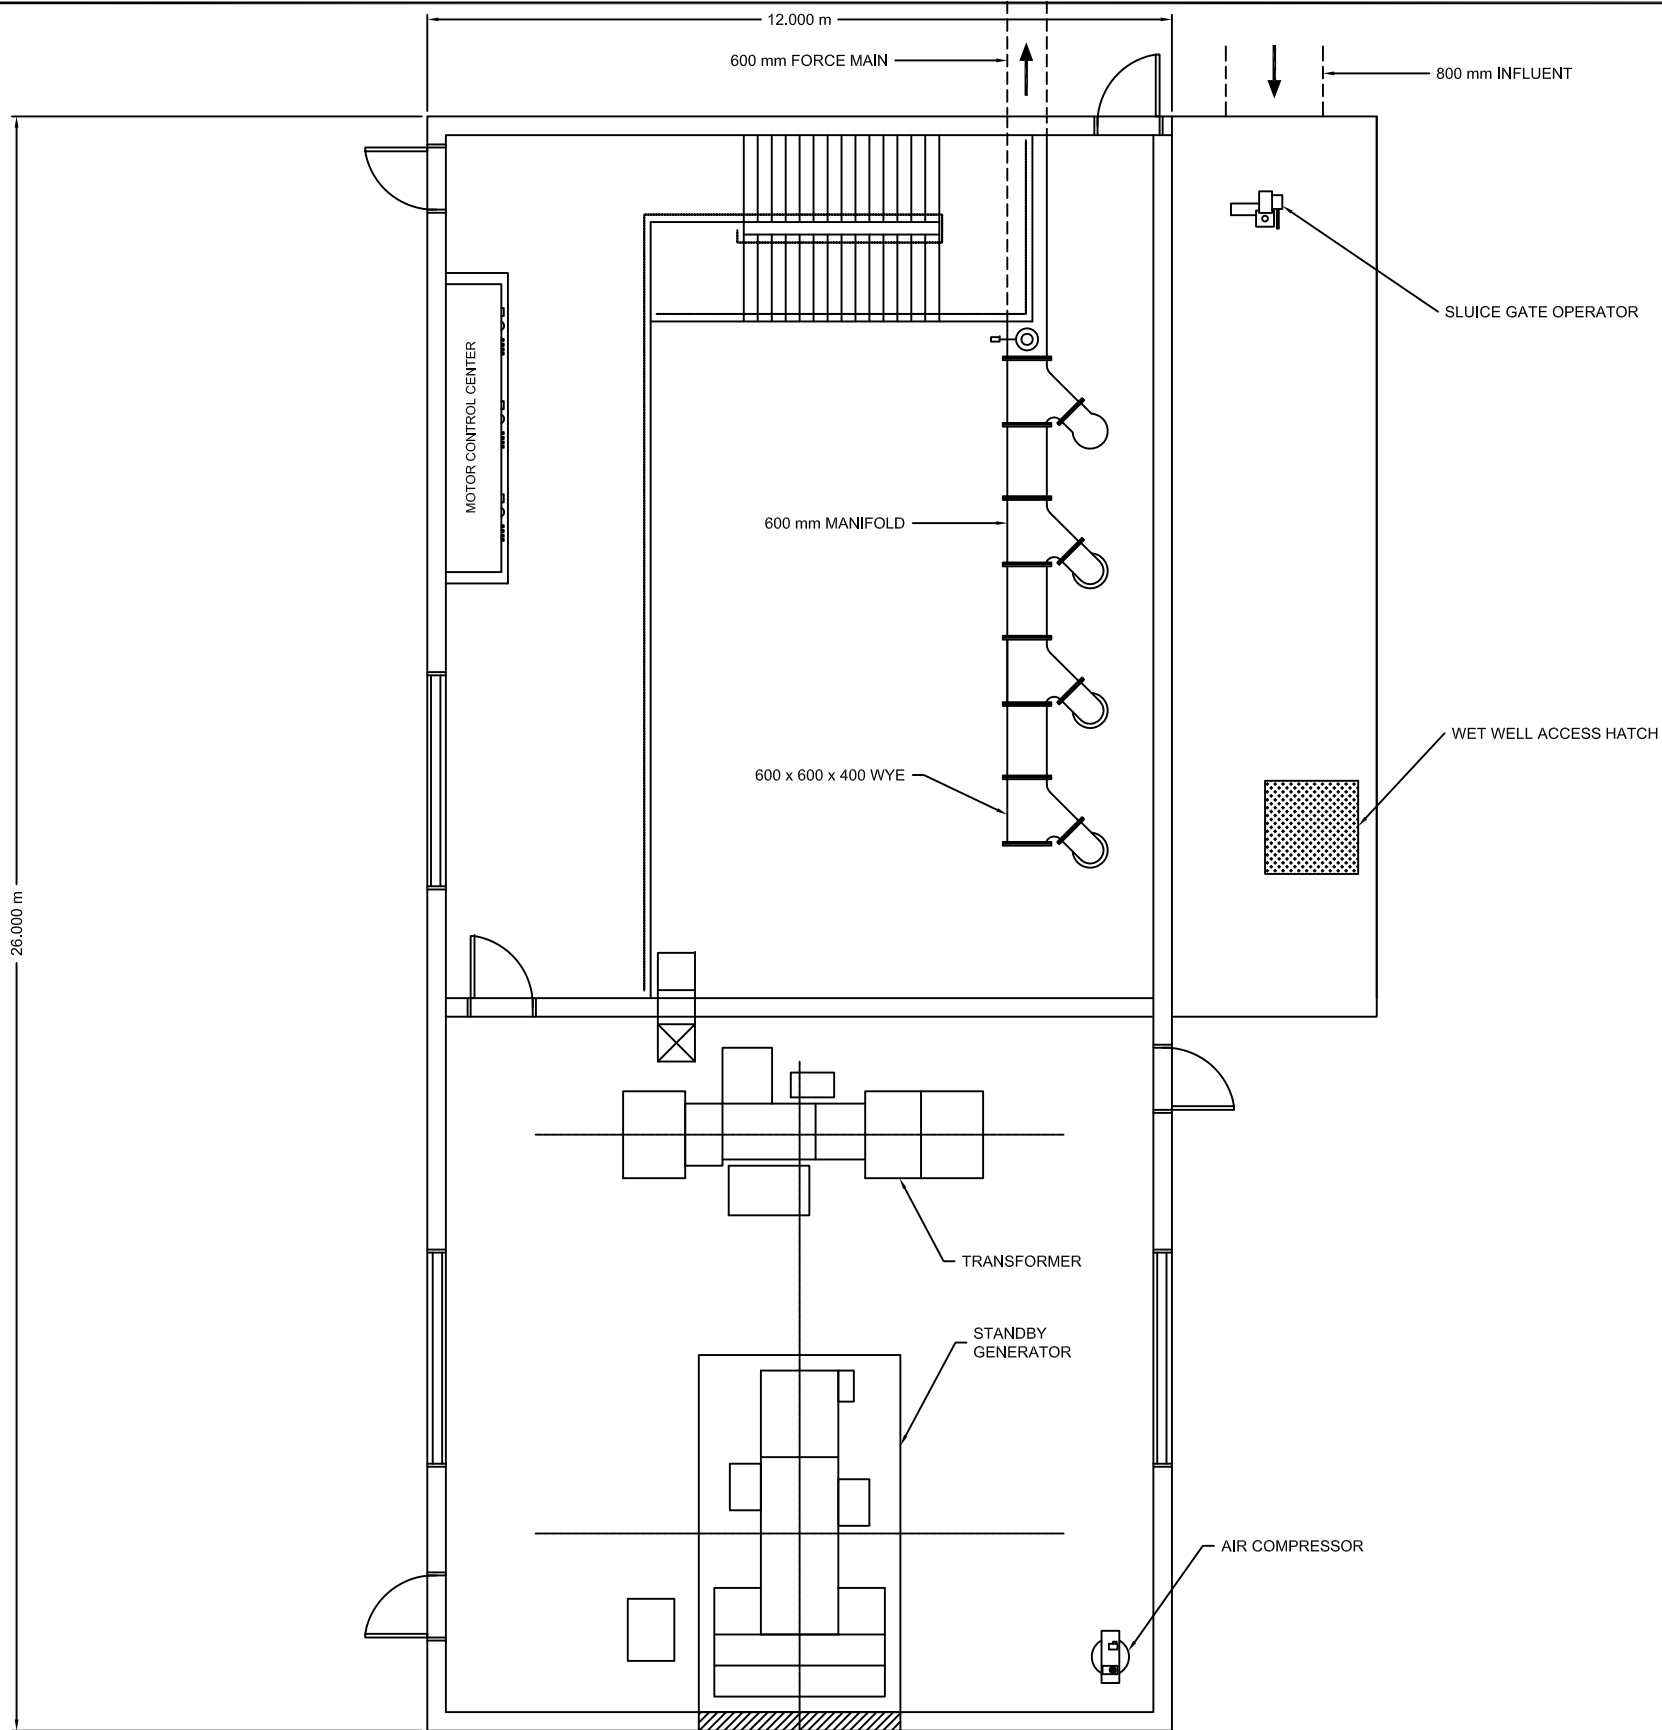 12.000 m
600 mm FORCE MAIN
800 mm INFLUENT
SLUICE GATE OPERATOR
MOTOR CONTROL CENTER
600 mm MANIFOLD
WET WELL ACCESS HATCH
600 x 600 x 400 WYE
26.000 m
TRANSFORMER
STANDBY
GENERATOR
AIR COMPRESSOR